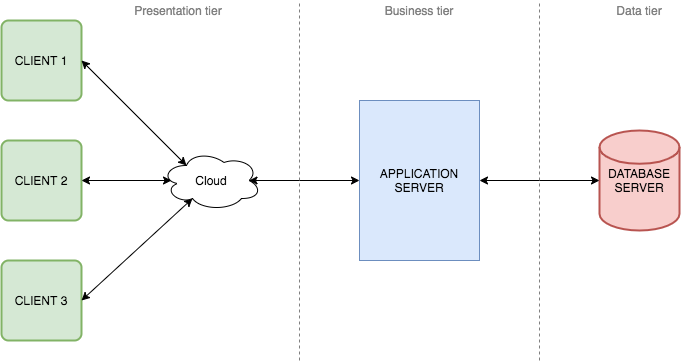 Presentation tier
Business tier
Data tier
CLIENT 1
CLIENT 2
CLIENT 3
Cloud
APPLICATION
SERVER
DATABASE
SERVER